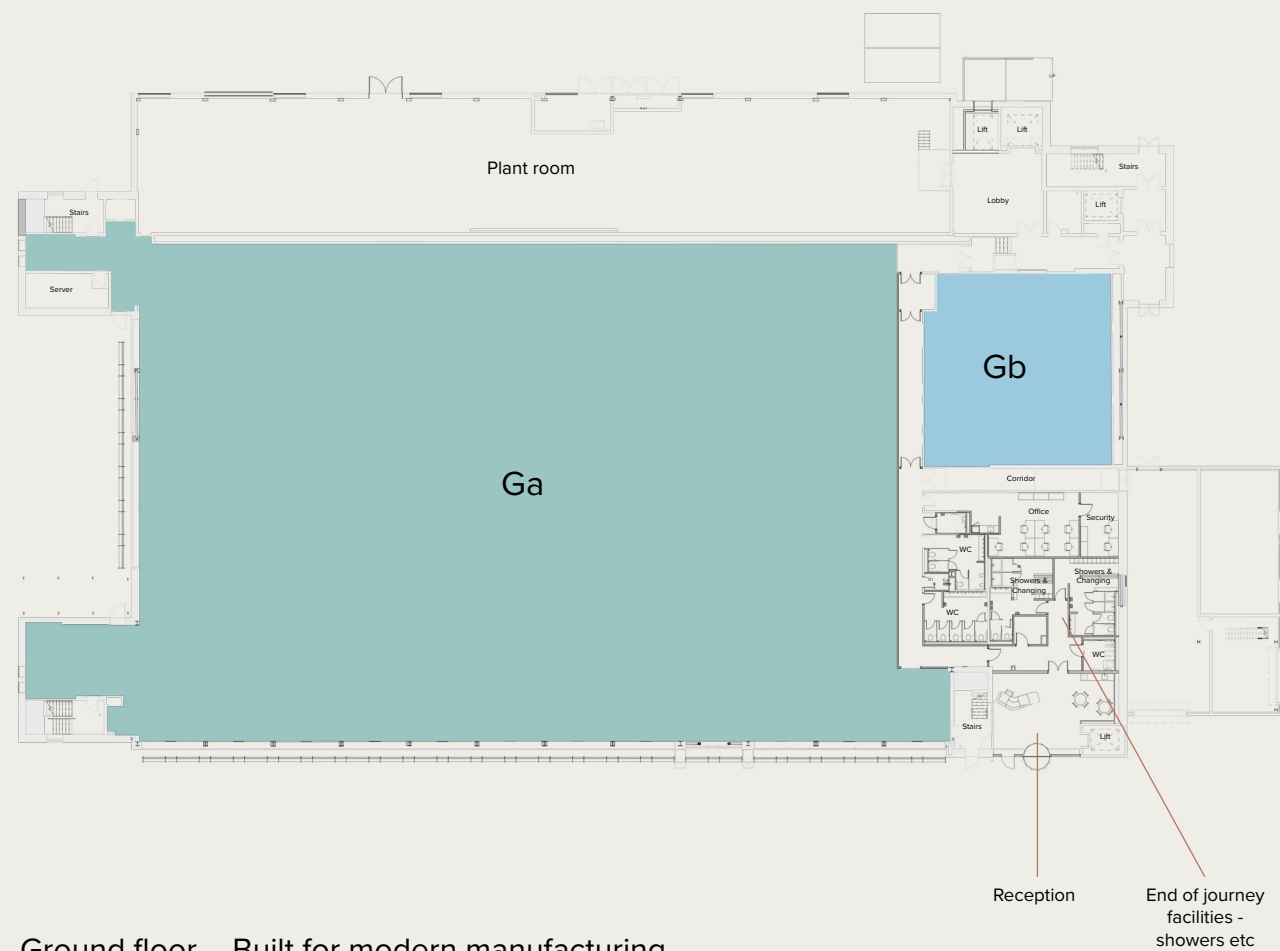 Lift
Lift
Plant room
Stairs
Lobby
Lift
Stairs
Server
Gb
Ga
Corridor
Office
Security
WC
Showers &
Changing
Showers &
Changing
WC
WC
Stairs
Lift
Reception
End of journey
facilities -
showers etc
Ground floor – Built for modern manufacturing